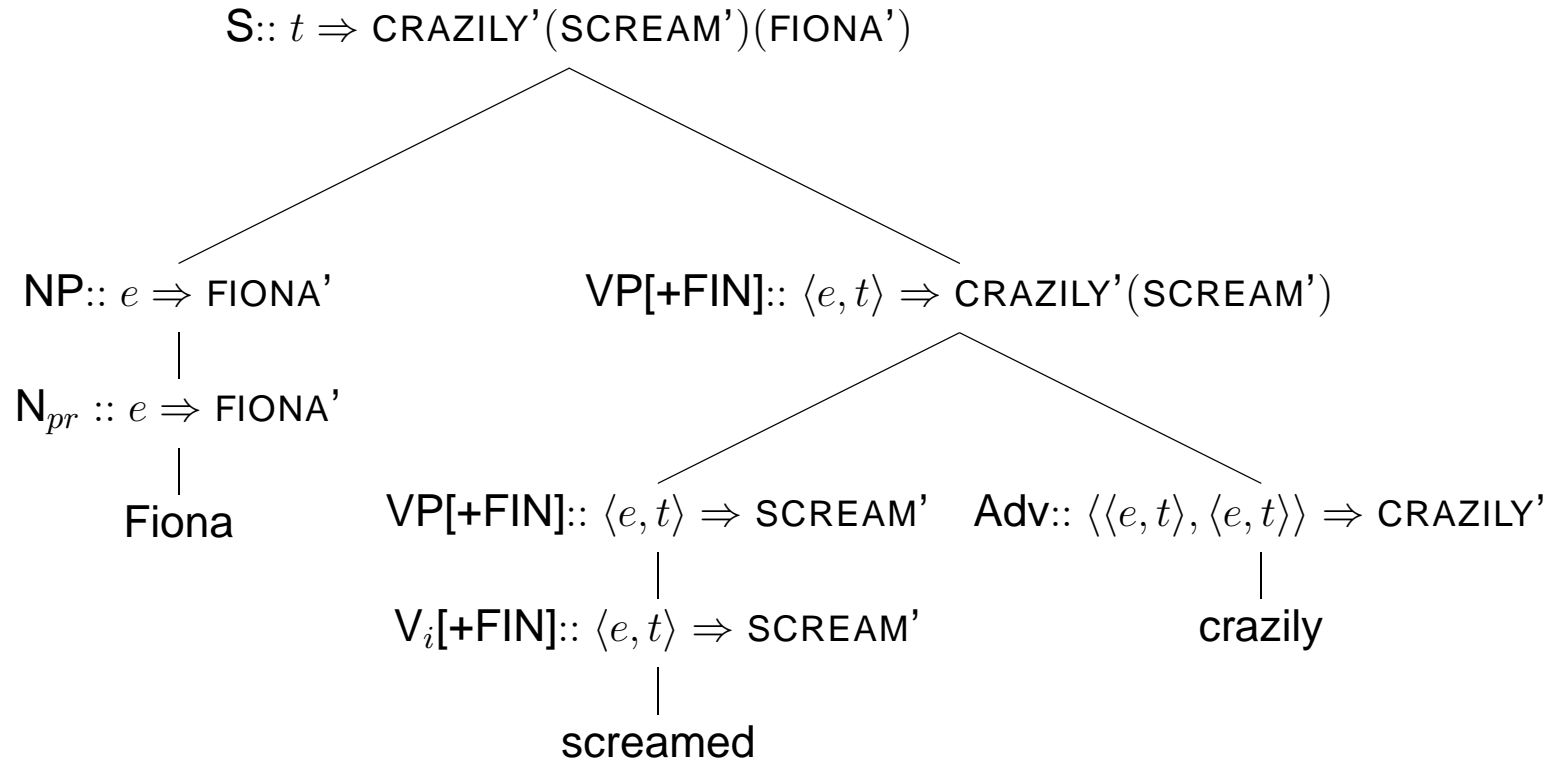 S:: t ⇒ CRAZILY’(SCREAM’)(FIONA’)
NP:: e ⇒ FIONA’ VP[+FIN]:: ⟨e, t⟩ ⇒ CRAZILY’(SCREAM’)
N_pr :: e ⇒ FIONA’
Fiona VP[+FIN]:: ⟨e, t⟩ ⇒ SCREAM’ Adv:: ⟨⟨e, t⟩, ⟨e, t⟩⟩ ⇒ CRAZILY’
V_i[+FIN]:: ⟨e, t⟩ ⇒ SCREAM’ crazily
screamed